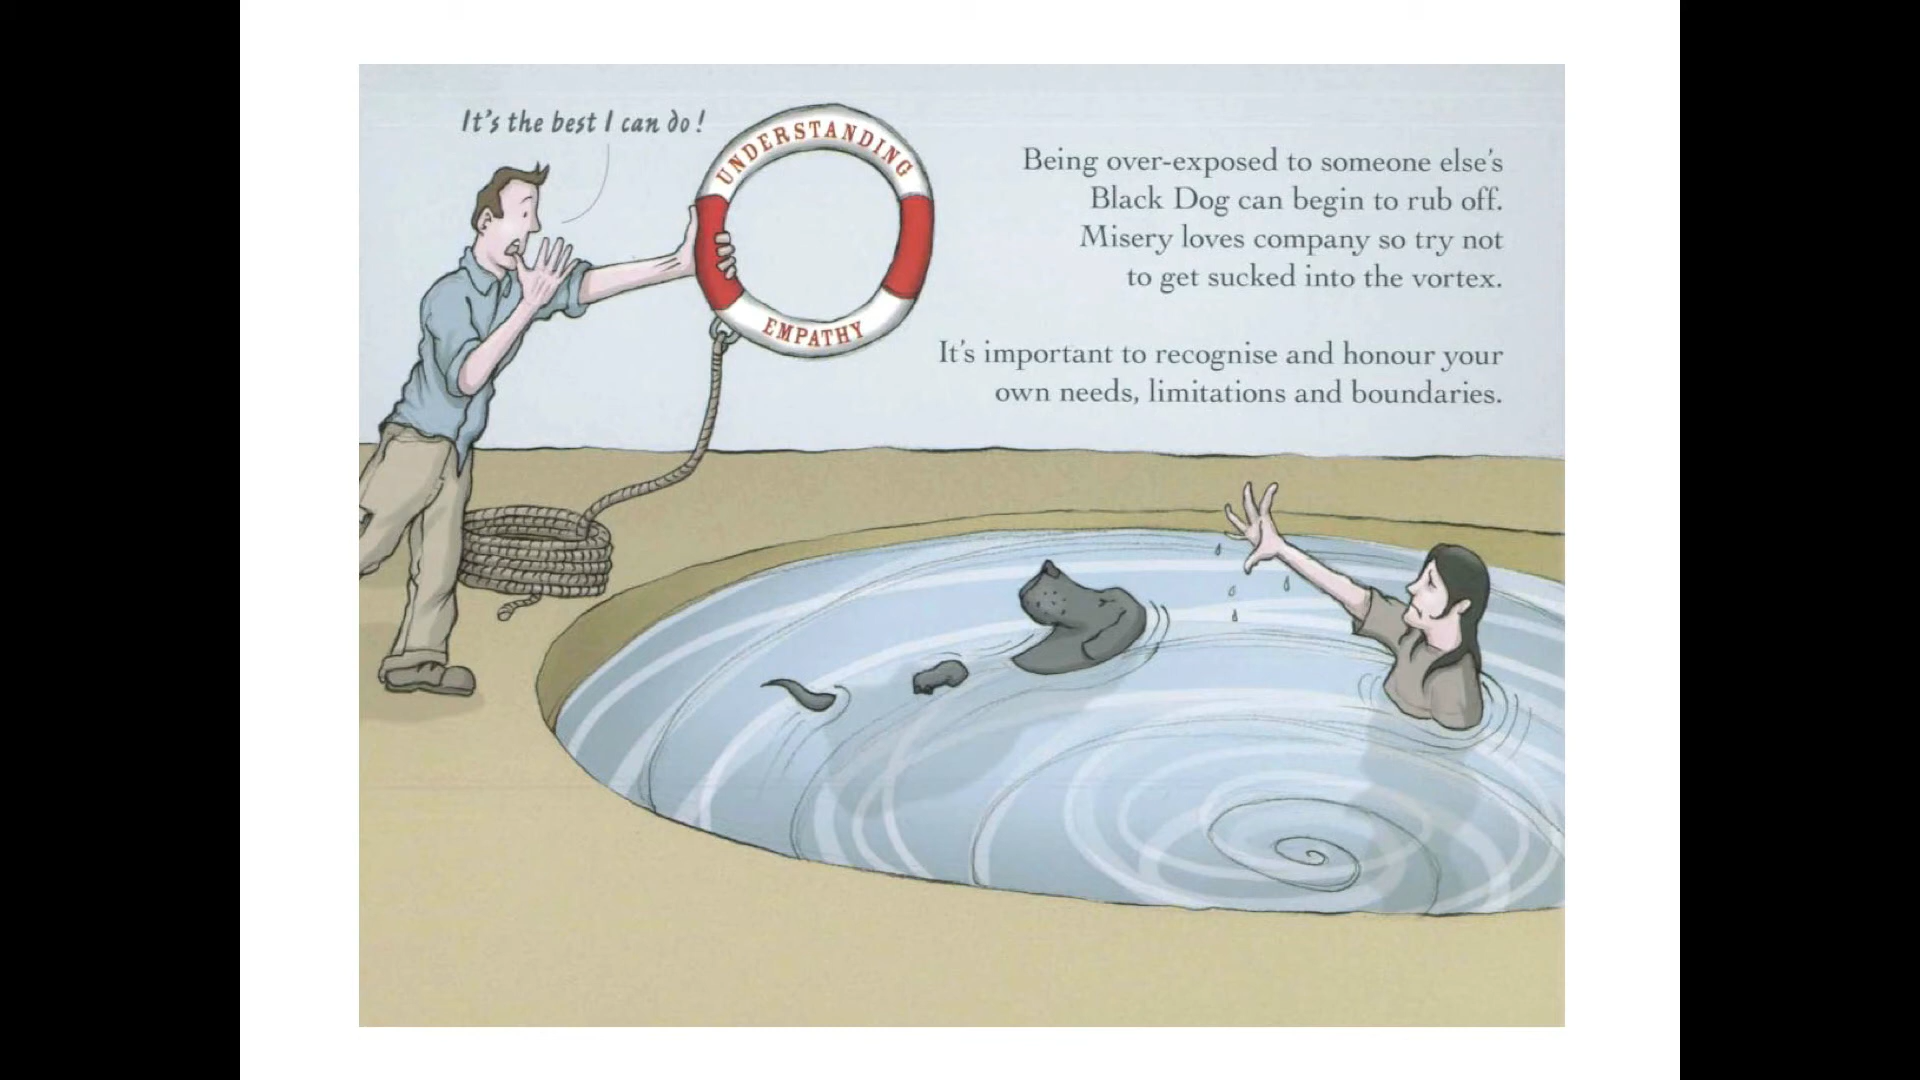 It's the best I can do!
UNDERSTANDING
EMPATHY
Being over-exposed to someone else's
Black Dog can begin to rub off.
Misery loves company so try not
to get sucked into the vortex.
It's important to recognise and honour your
own needs, limitations and boundaries.